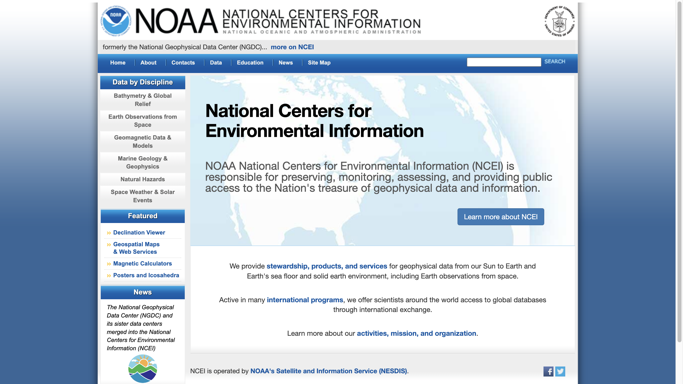 NOAA
NATIONAL CENTERS FOR
ENVIRONMENTAL INFORMATION
NATIONAL OCEANIC AND ATMOSPHERIC ADMINISTRATION
formerly the National Geophysical Data Center (NGDC)... more on NCEI
Home About Contacts Data Education News Site Map SEARCH
Data by Discipline
Bathymetry & Global
Relief
Earth Observations from
Space
Geomagnetic Data &
Models
Marine Geology &
Geophysics
Natural Hazards
Space Weather & Solar
Events
Featured
» Declination Viewer
» Geospatial Maps
& Web Services
» Magnetic Calculators
» Posters and Icosahedra
News
The National Geophysical
Data Center (NGDC) and
its sister data centers
merged into the National
Centers for Environmental
Information (NCEI)
National Centers for
Environmental Information
NOAA National Centers for Environmental Information (NCEI) is
responsible for preserving, monitoring, assessing, and providing public
access to the Nation's treasure of geophysical data and information.
Learn more about NCEI
We provide stewardship, products, and services for geophysical data from our Sun to Earth and
Earth's sea floor and solid earth environment, including Earth observations from space.
Active in many international programs, we offer scientists around the world access to global databases
through international exchange.
Learn more about our activities, mission, and organization.
NCEI is operated by NOAA's Satellite and Information Service (NESDIS).